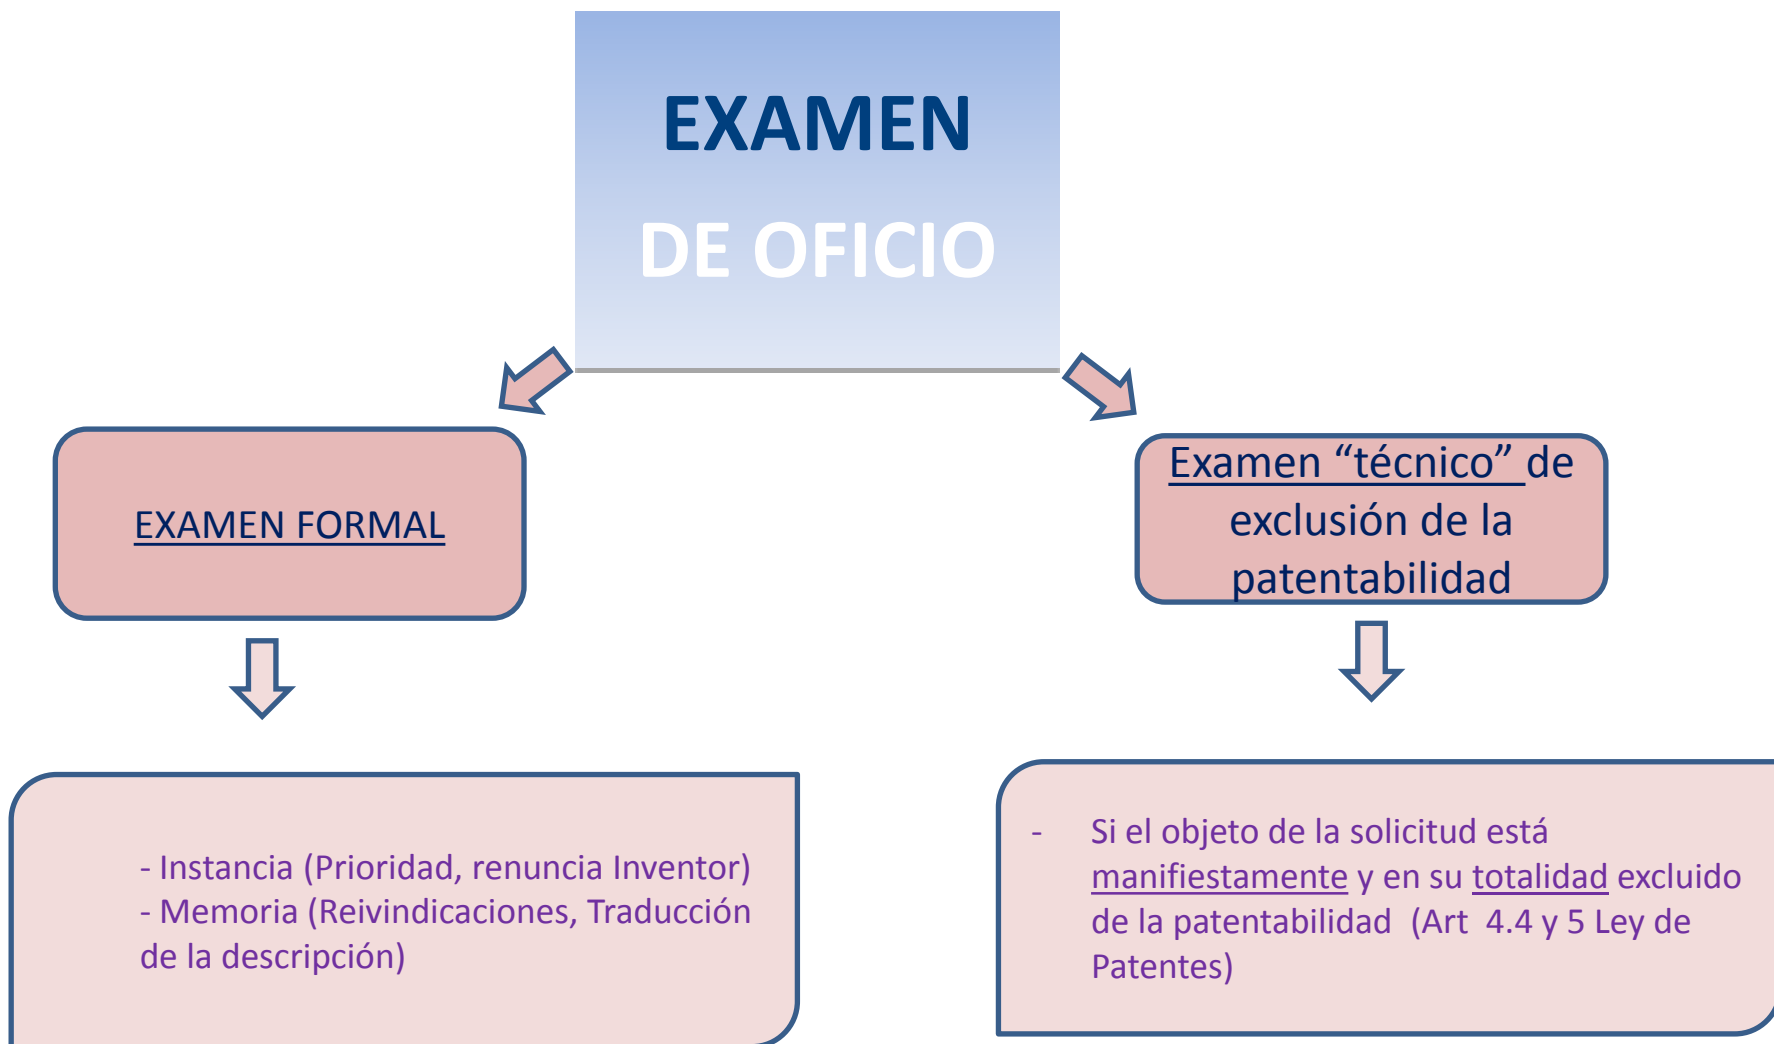 EXAMEN
DE OFICIO
EXAMEN FORMAL
Examen “técnico” de
exclusión de la
patentabilidad
- Instancia (Prioridad, renuncia Inventor)
- Memoria (Reivindicaciones, Traducción
de la descripción)
- Si el objeto de la solicitud está
manifiestamente y en su totalidad excluido
de la patentabilidad (Art 4.4 y 5 Ley de
Patentes)